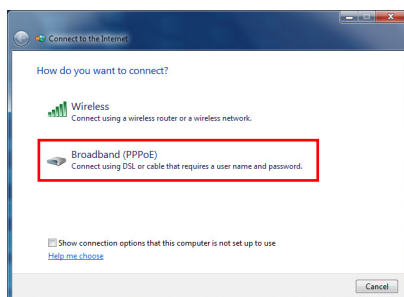 Connect to the Internet
How do you want to connect?
Wireless
Connect using a wireless router or a wireless network.
Broadband (PPPoE)
Connect using DSL or cable that requires a user name and password.
Show connection options that this computer is not set up to use
Help me choose
Cancel